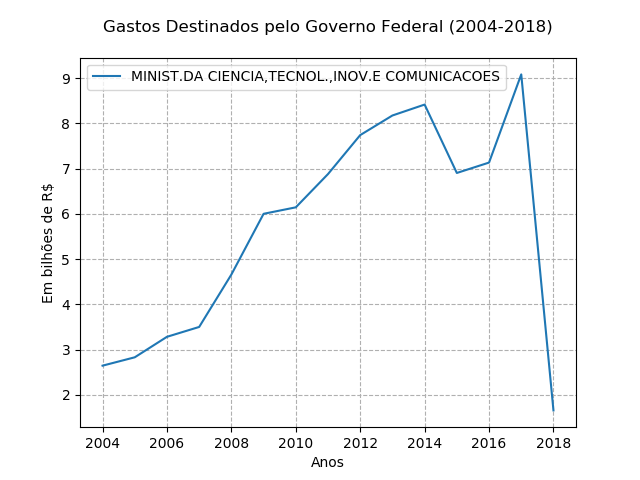 Gastos Destinados pelo Governo Federal (2004-2018)
MINIST.DA CIENCIA,TECNOL.,INOV.E COMUNICACOES
9
8
7
6
5
4
3
2
Em bilhões de R$
2004 2006 2008 2010 2012 2014 2016 2018
Anos